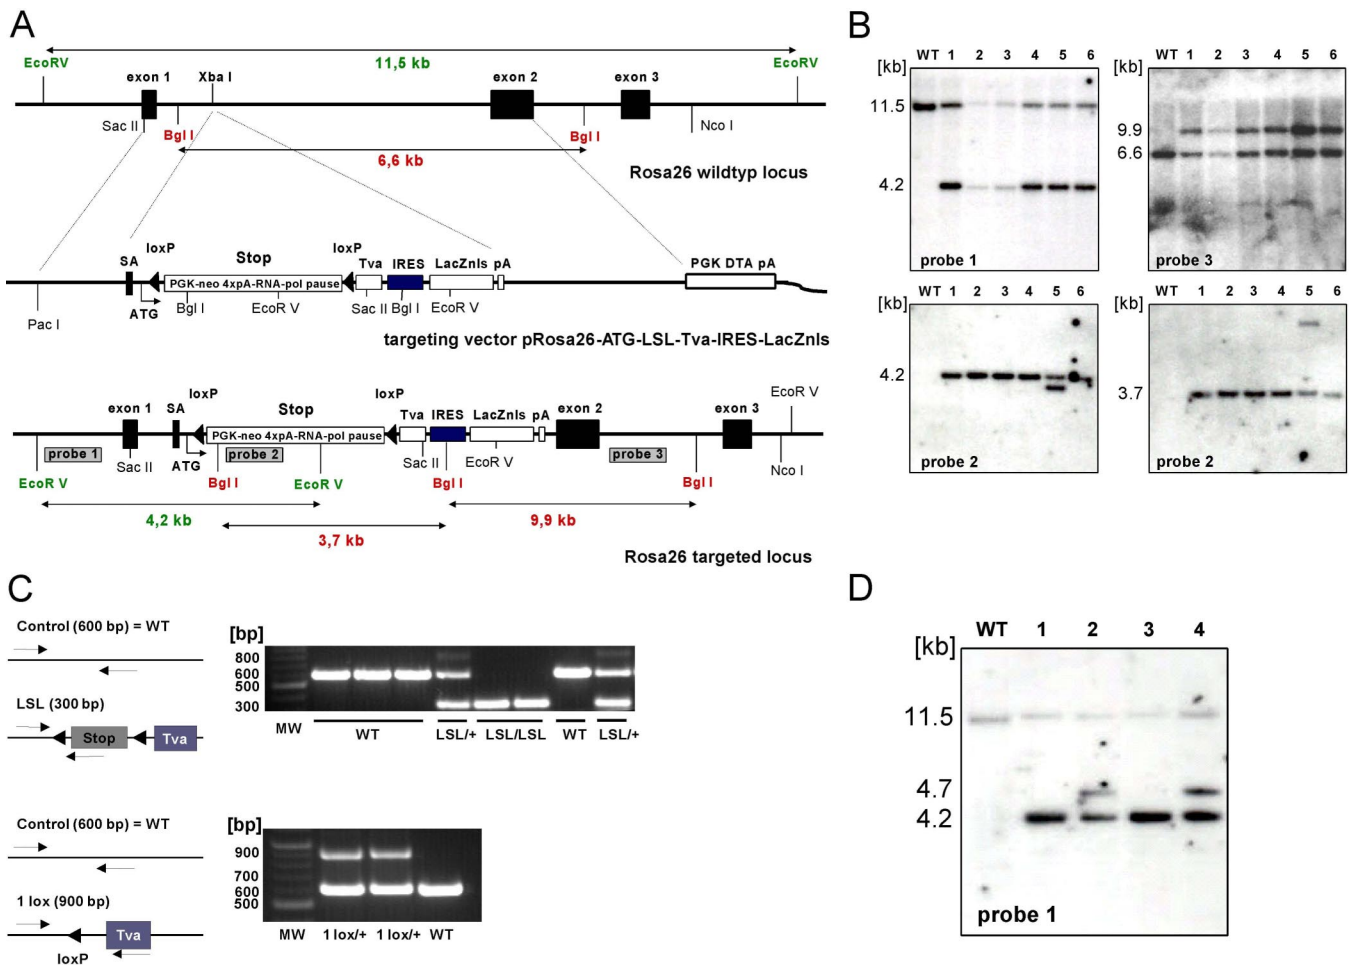 A
EcoRV
11,5 kb
EcoRV
exon 1
Xba I
exon 2
exon 3
Sac II
Bgl I
Bgl I
Nco I
6,6 kb
Rosa26 wildtyp locus
loxP
Stop
loxP
SA
Tva
IRES
LacZnls
pA
PGK DTA pA
PGK-neo 4xpA-RNA-pol pause
Pac I
ATG
Bgl I
EcoR V
Sac II
Bgl I
EcoR V
targeting vector pRosa26-ATG-LSL-Tva-IRES-LacZnls
EcoR V
loxP
loxP
exon 1
SA
Stop
Tva
IRES
LacZnls
pA
exon 2
exon 3
PGK-neo 4xpA-RNA-pol pause
probe 1
Sac II
ATG
probe 2
Sac II
EcoR V
probe 3
Nco I
EcoR V
Bgl I
EcoR V
Bgl I
Bgl I
4,2 kb
9,9 kb
3,7 kb
Rosa26 targeted locus
B
WT 1 2 3 4 5 6
[kb]
11.5
4.2
probe 1
WT 1 2 3 4 5 6
[kb]
9.9
6.6
probe 3
WT 1 2 3 4 5 6
[kb]
4.2
probe 2
WT 1 2 3 4 5 6
[kb]
3.7
probe 2
C
Control (600 bp) = WT
LSL (300 bp)
Stop
Tva
[bp]
800
600
500
300
MW
WT
LSL/+
LSL/LSL
WT
LSL/+
Control (600 bp) = WT
1 lox (900 bp)
Tva
loxP
[bp]
900
700
600
500
MW
1 lox/+
1 lox/+
WT
D
WT 1 2 3 4
[kb]
11.5
4.7
4.2
probe 1